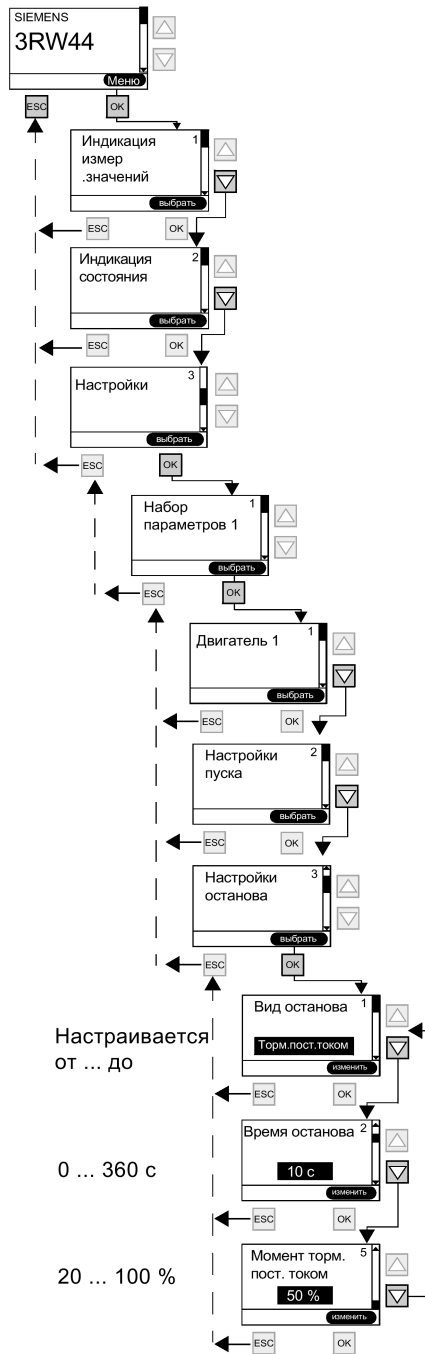 SIEMENS
3RW44
Меню
ESC
OK
Индикация 1
измер
.значений
выбрать
ESC
OK
Индикация 2
состояния
выбрать
ESC
OK
Настройки 3
выбрать
ESC
OK
Набор 1
параметров 1
выбрать
ESC
OK
Двигатель 1 1
выбрать
ESC
OK
Настройки 2
пуска
выбрать
ESC
OK
Настройки 3
останова
выбрать
ESC
OK
Вид останова 1
Торм.пост.током
изменить
Настраивается
от ... до
ESC
OK
Время останова 2
10 с
изменить
0 ... 360 с
ESC
OK
Момент торм. 5
пост. током
50 %
изменить
20 ... 100 %
ESC
OK